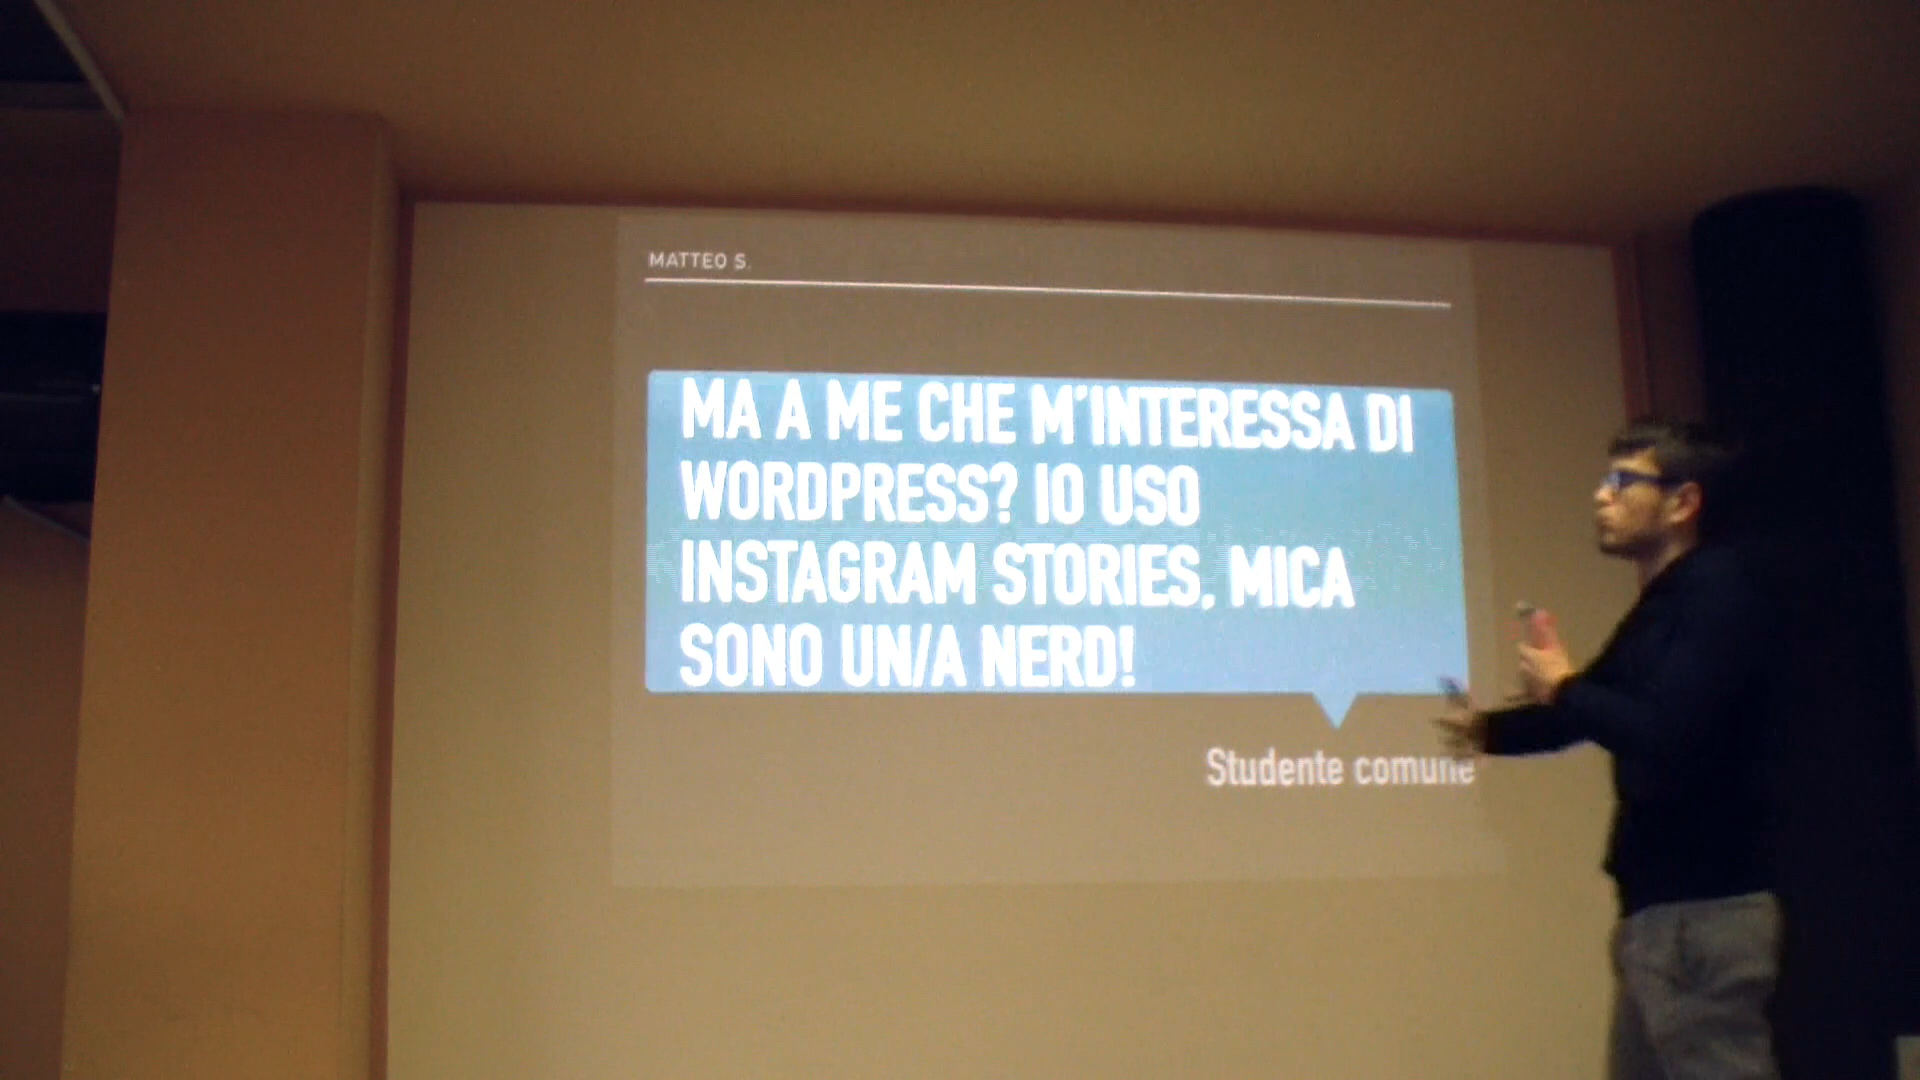 MATTEO S.
MA A ME CHE M'INTERESSA DI
WORDPRESS? IO USO
INSTAGRAM STORIES, MICA
SONO UN/A NERD!
Studente comune